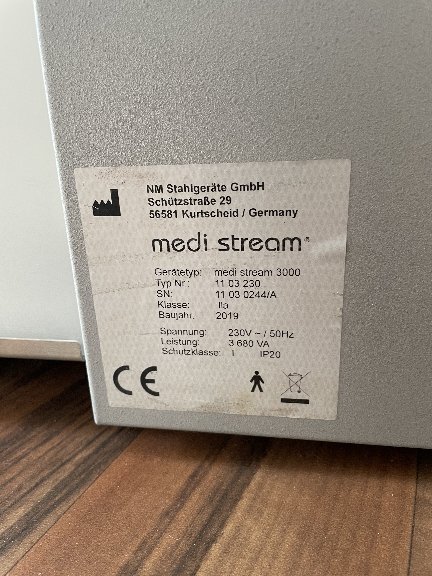 NM Stahlgeräte GmbH
Schützstraße 29
56581 Kurtscheid / Germany
medi stream®
Gerätetyp: medi stream 3000
Typ Nr.: 11 03 230
SN: 11 03 0244/A
Klasse: IIa
Baujahr: 2019
Spannung: 230V ~ / 50Hz
Leistung: 3 680 VA
Schutzklasse: I IP20
CE